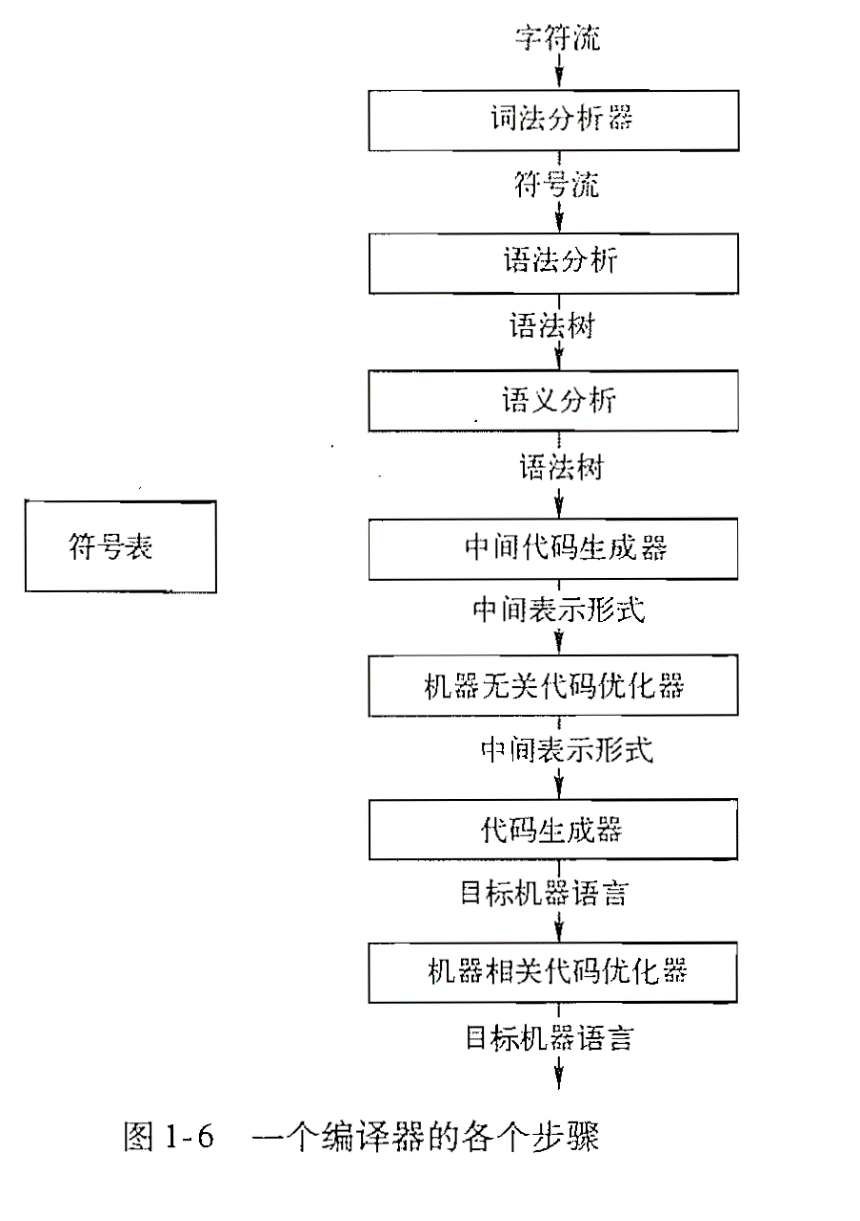 字符流
词法分析器
符号流
语法分析
语法树
语义分析
语法树
符号表
中间代码生成器
中间表示形式
机器无关代码优化器
中间表示形式
代码生成器
目标机器语言
机器相关代码优化器
目标机器语言
图 1-6 一个编译器的各个步骤